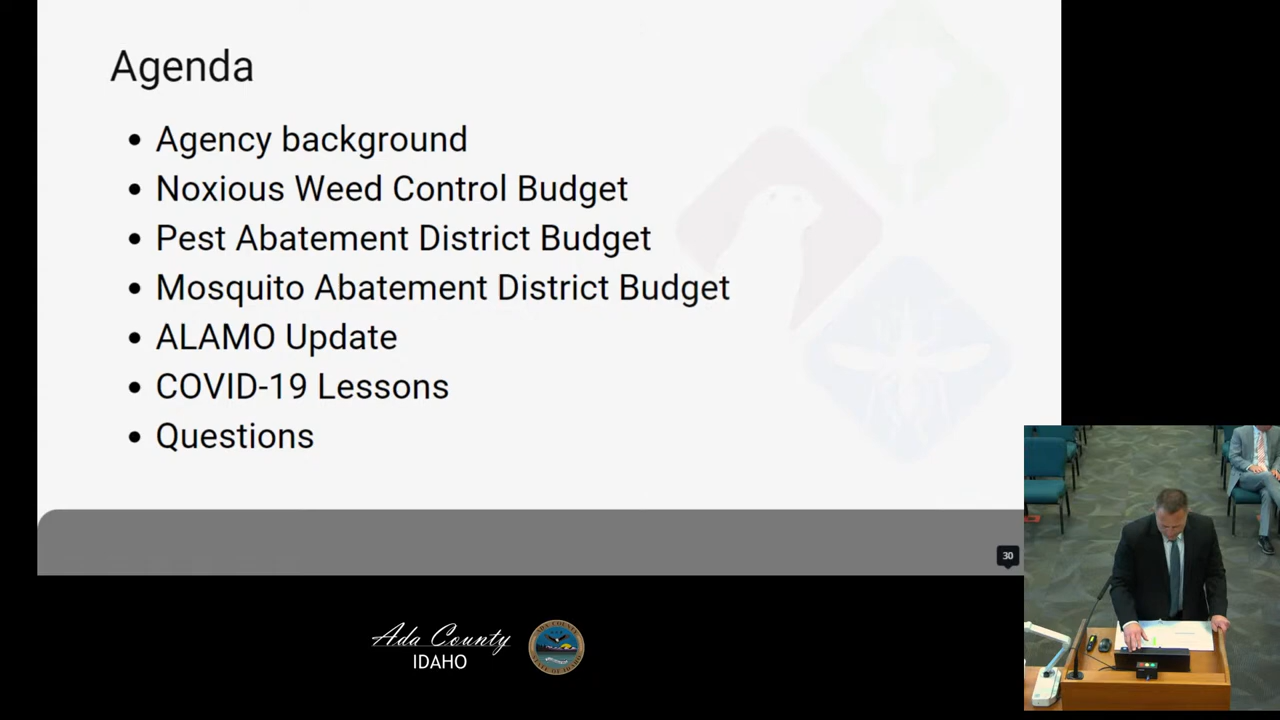 Agenda
• Agency background
• Noxious Weed Control Budget
• Pest Abatement District Budget
• Mosquito Abatement District Budget
• ALAMO Update
• COVID-19 Lessons
• Questions
30
Ada County
IDAHO